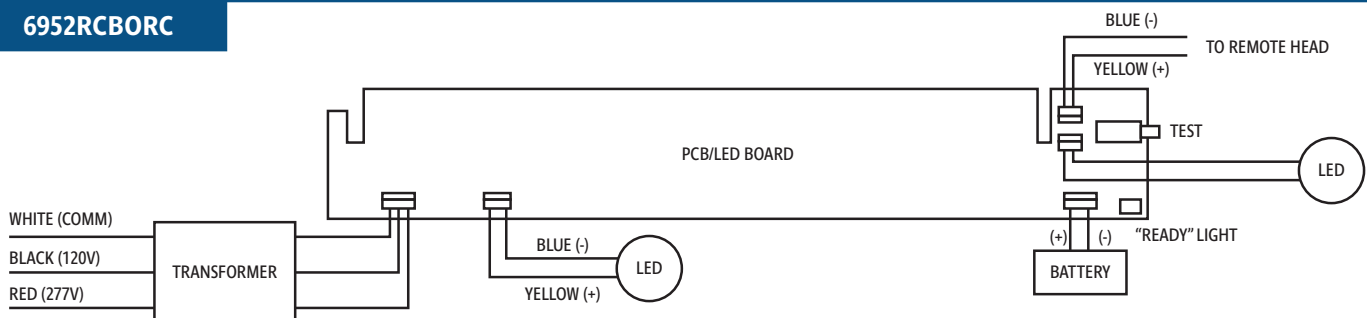 6952RCBORC
BLUE (-)
TO REMOTE HEAD
YELLOW (+)
TEST
PCB/LED BOARD
LED
WHITE (COMM)
BLACK (120V)
RED (277V)
TRANSFORMER
BLUE (-)
YELLOW (+)
LED
(+)
(-)
"READY" LIGHT
BATTERY